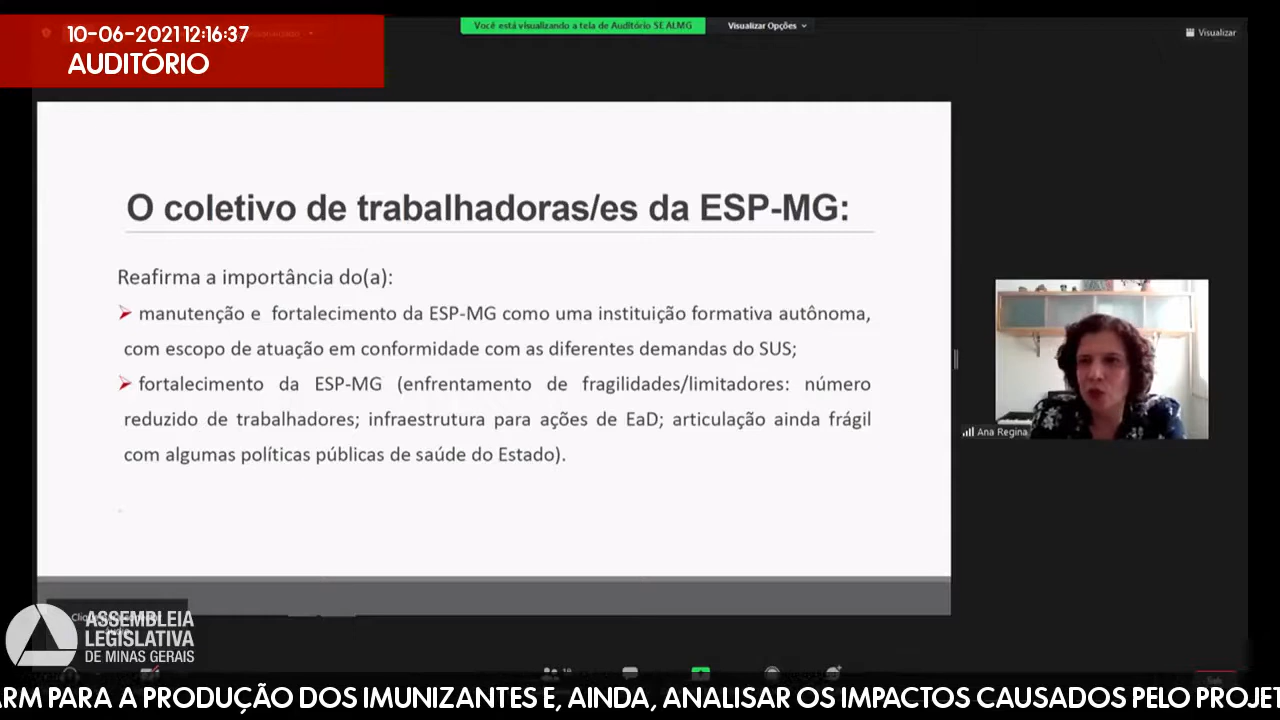 10-06-2021 12:16:37
AUDITÓRIO
Você está visualizando a tela de Auditório SE ALMG
Visualizar Opções
Visualizar
O coletivo de trabalhadoras/es da ESP-MG:
Reafirma a importância do(a):
manutenção e fortalecimento da ESP-MG como uma instituição formativa autônoma,
com escopo de atuação em conformidade com as diferentes demandas do SUS;
fortalecimento da ESP-MG (enfrentamento de fragilidades/limitadores: número
reduzido de trabalhadores; infraestrutura para ações de EaD; articulação ainda frágil
com algumas políticas públicas de saúde do Estado).
Ana Regina
ASSEMBLEIA
LEGISLATIVA
DE MINAS GERAIS
ARM PARA A PRODUÇÃO DOS IMUNIZANTES E, AINDA, ANALISAR OS IMPACTOS CAUSADOS PELO PROJET